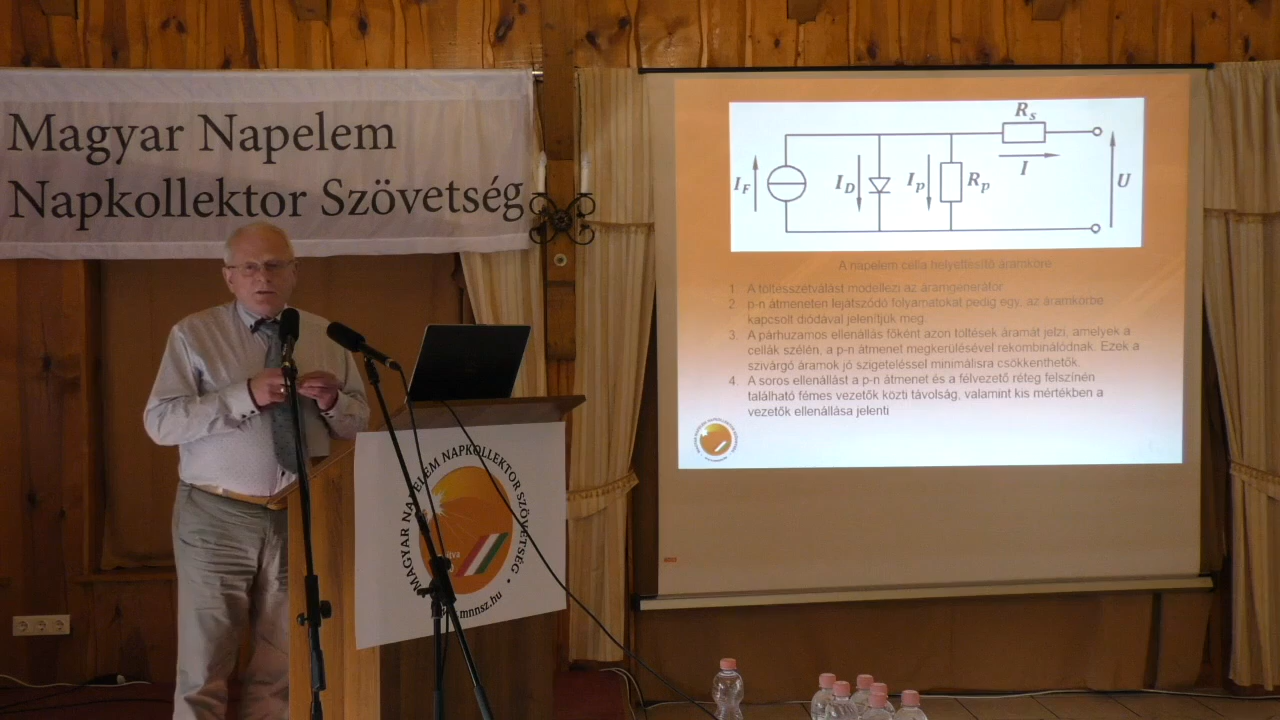 Magyar Napelem
Napkollektor Szövetség
R_s
I_F
I_D
I_p
R_p
I
U
A napelem cella helyettesítő áramköre
1. A töltésszétválást modellezi az áramgenerátor
2. p-n átmeneten lejátszódó folyamatokat pedig egy, az áramkörbe
kapcsolt diódával jelenítjük meg.
3. A párhuzamos ellenállás főként azon töltések áramát jelzi, amelyek a
cellák szélén, a p-n átmenet megkerülésével rekombinálódnak. Ezek a
szivárgó áramok jó szigeteléssel minimálisra csökkenthetők.
4. A soros ellenállást a p-n átmenet és a félvezető réteg felszínén
található fémes vezetők közti távolság, valamint kis mértékben a
vezetők ellenállása jelenti
MAGYAR NAPELEM NAPKOLLEKTOR SZÖVETSÉG •
www.mnnsz.hu